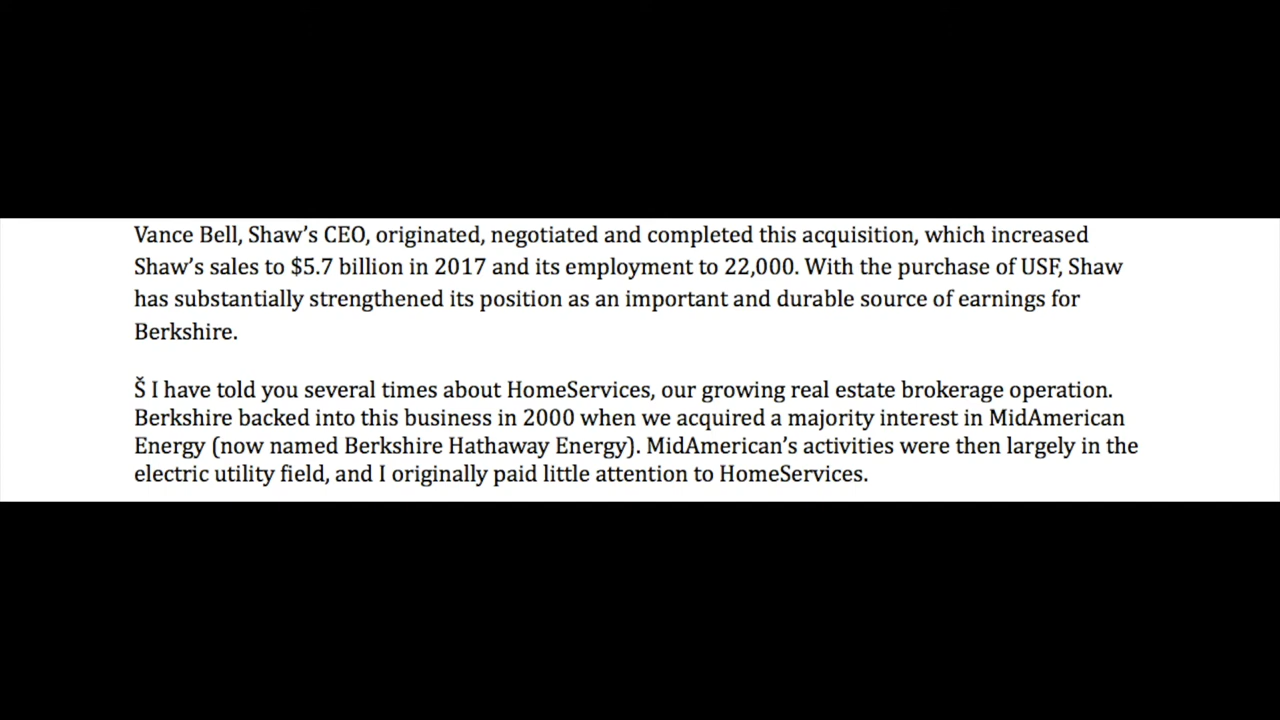 Vance Bell, Shaw’s CEO, originated, negotiated and completed this acquisition, which increased
Shaw’s sales to $5.7 billion in 2017 and its employment to 22,000. With the purchase of USF, Shaw
has substantially strengthened its position as an important and durable source of earnings for
Berkshire.
Š I have told you several times about HomeServices, our growing real estate brokerage operation.
Berkshire backed into this business in 2000 when we acquired a majority interest in MidAmerican
Energy (now named Berkshire Hathaway Energy). MidAmerican’s activities were then largely in the
electric utility field, and I originally paid little attention to HomeServices.